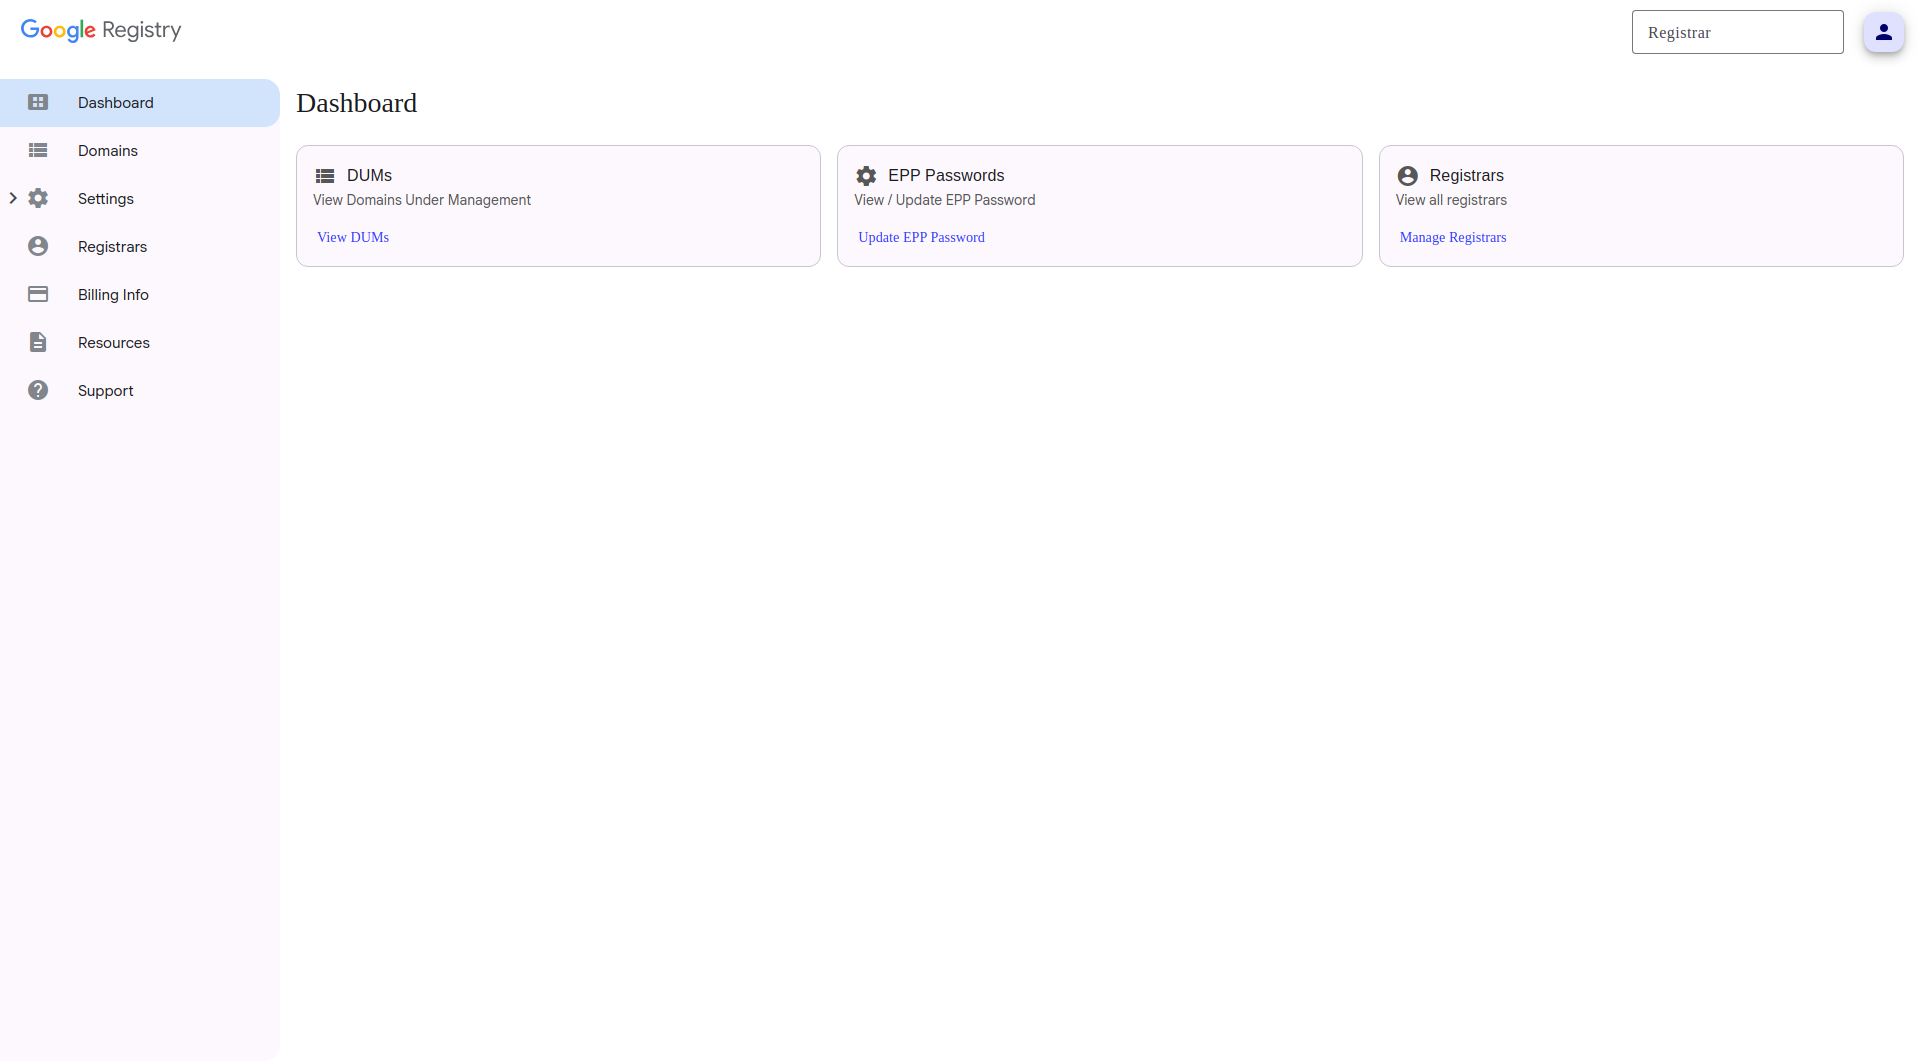 Google Registry
Registrar
Dashboard
Domains
Settings
Registrars
Billing Info
Resources
Support
Dashboard
DUMs
View Domains Under Management
View DUMs
EPP Passwords
View / Update EPP Password
Update EPP Password
Registrars
View all registrars
Manage Registrars